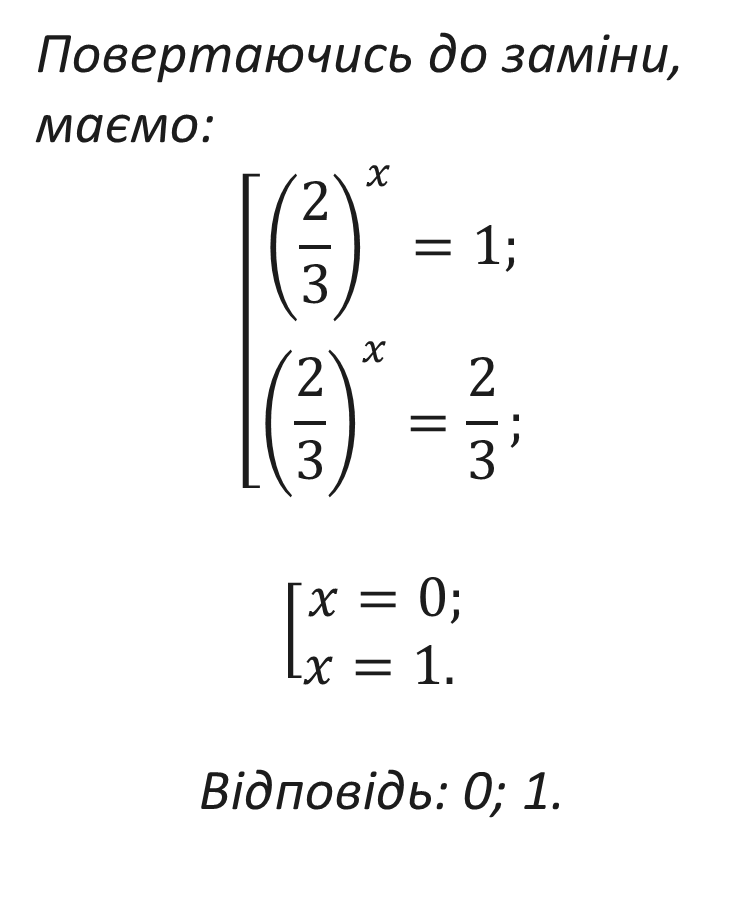 Повертаючись до заміни,
маємо:
[(2/3)^x = 1;
(2/3)^x = 2/3;
[x = 0;
x = 1.
Відповідь: 0; 1.